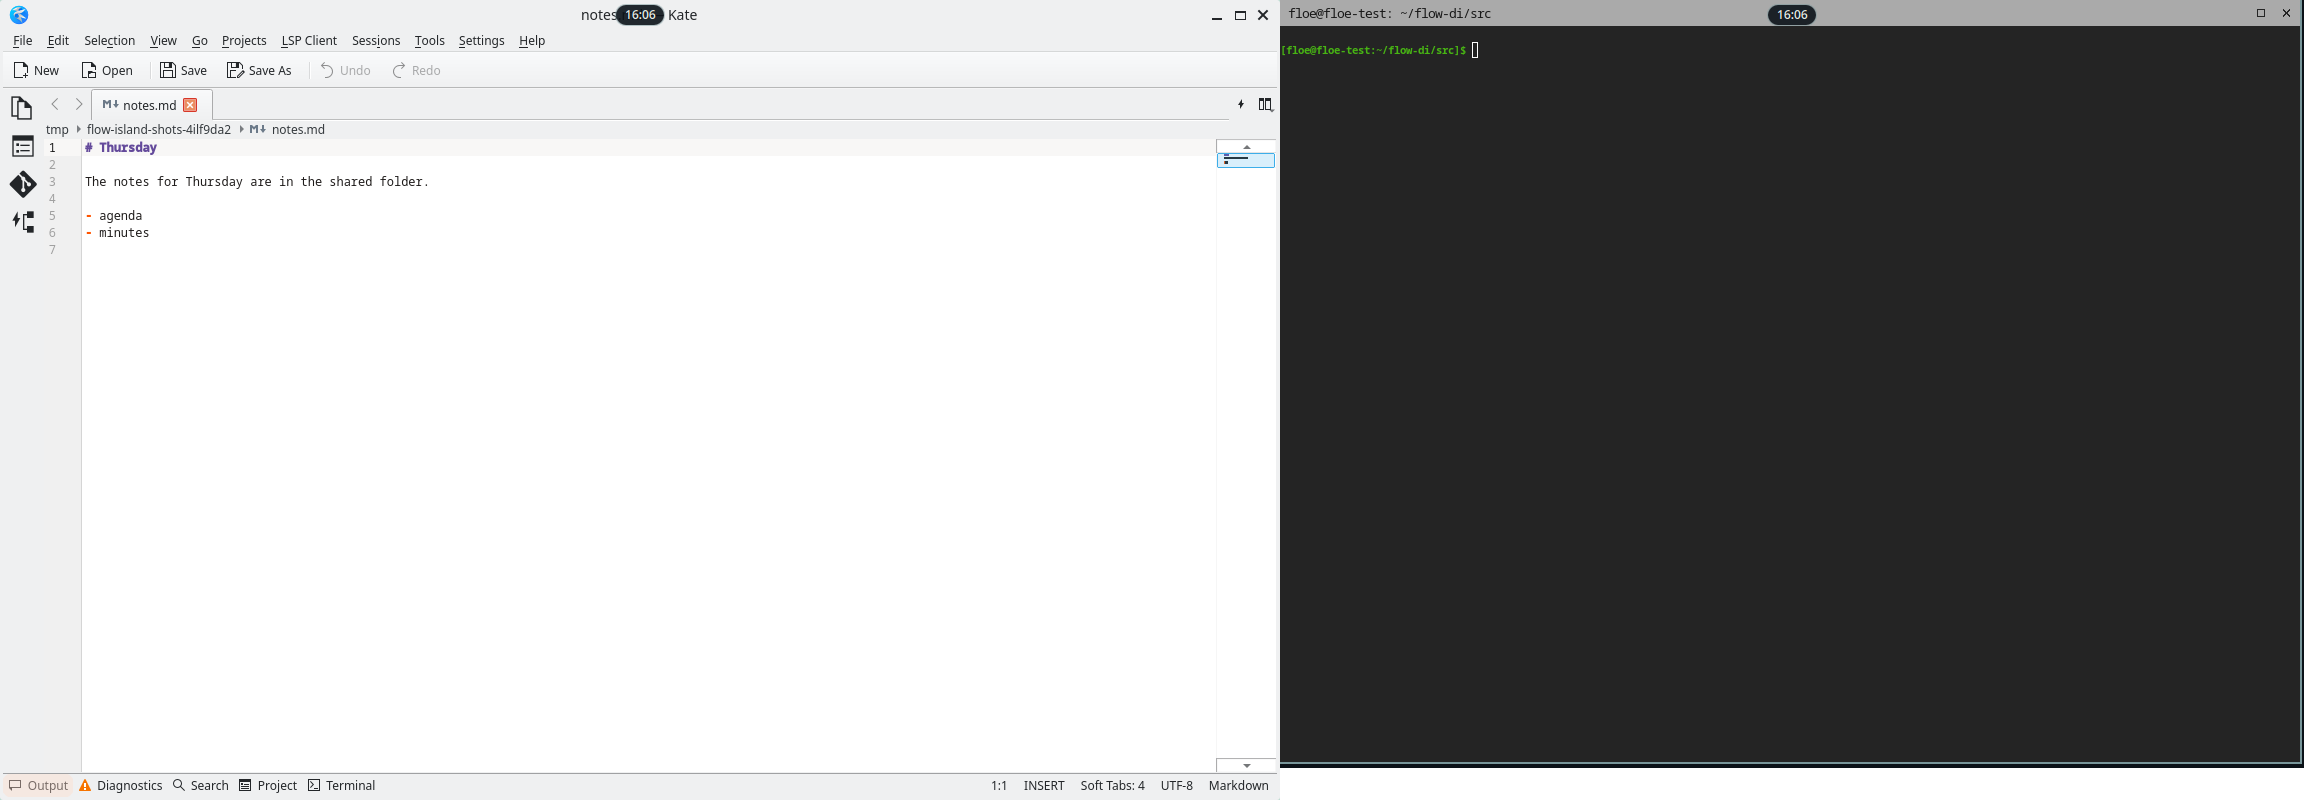 notes 16:06 Kate
File Edit Selection View Go Projects LSP Client Sessions Tools Settings Help
New Open Save Save As Undo Redo
notes.md
tmp flow-island-shots-4ilf9da2 notes.md
1 # Thursday
2
3 The notes for Thursday are in the shared folder.
4
5 - agenda
6 - minutes
7
Output Diagnostics Search Project Terminal 1:1 INSERT Soft Tabs: 4 UTF-8 Markdown
floe@floe-test: ~/flow-di/src 16:06
[floe@floe-test:~/flow-di/src]$